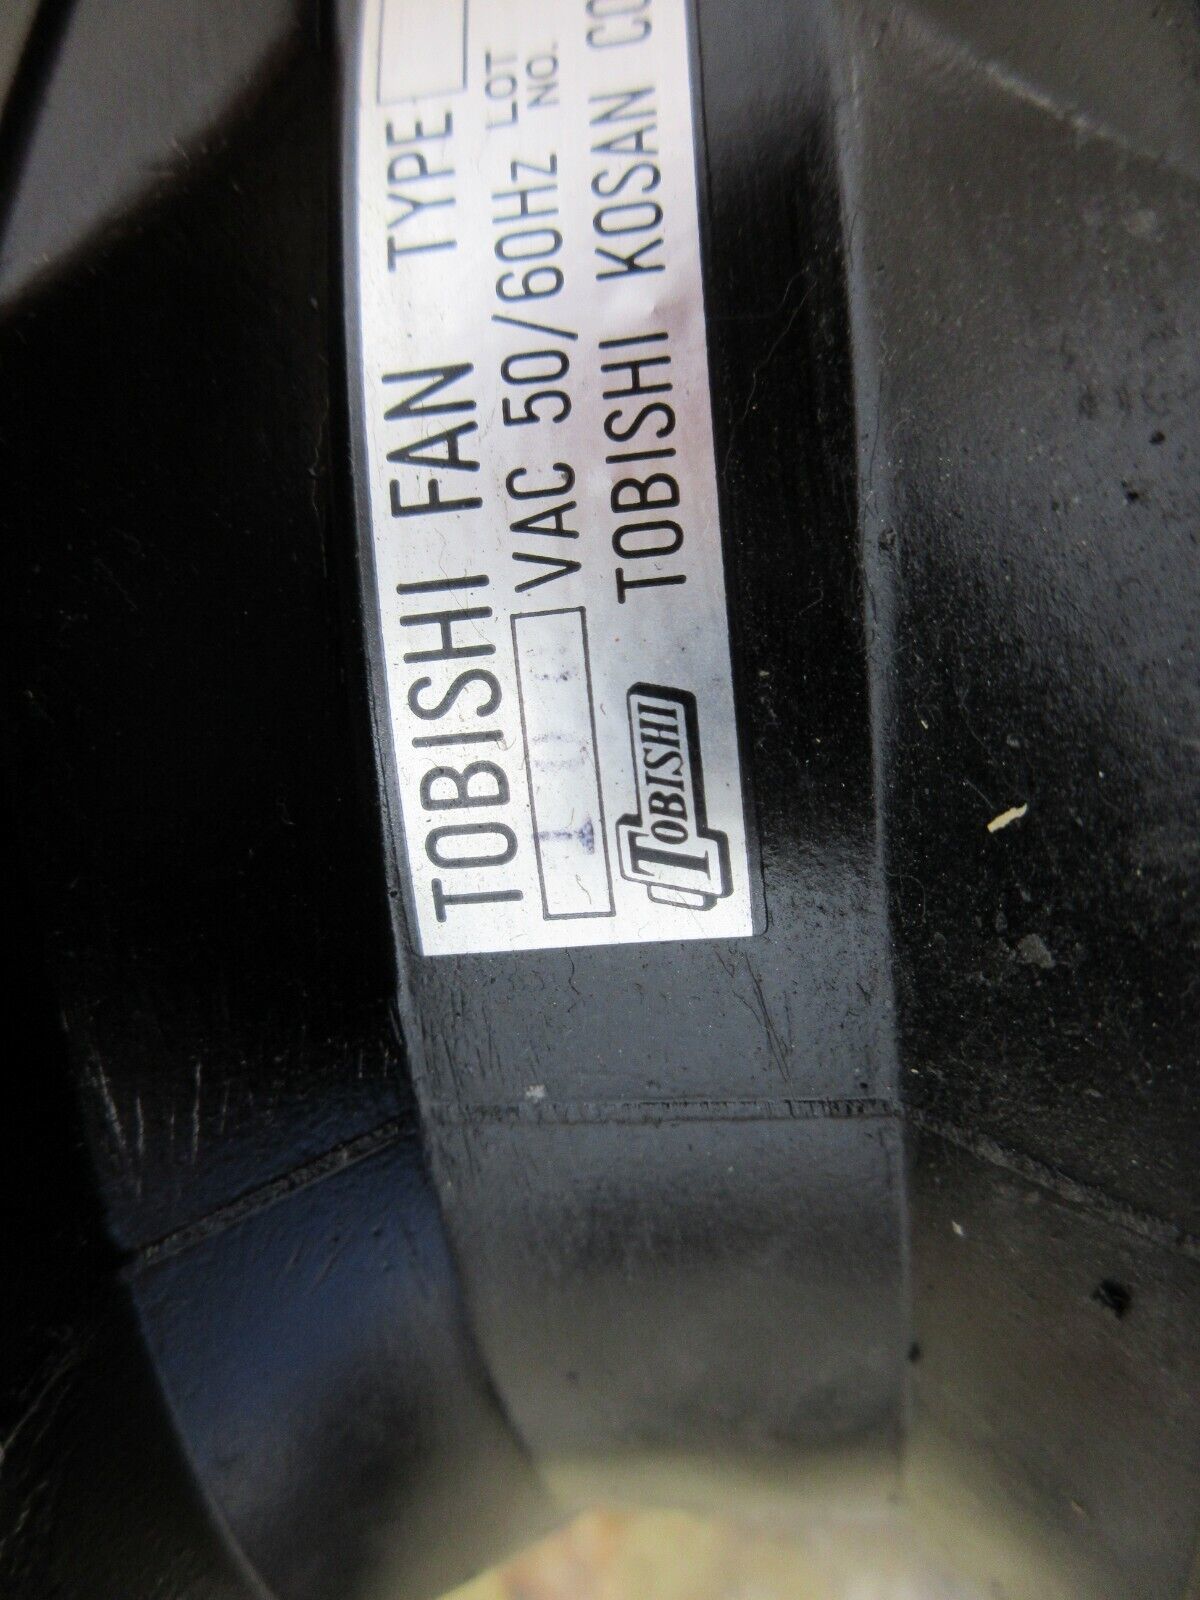 TOBISHI FAN TYPE
VAC 50/60Hz LOT NO.
TOBISHI
TOBISHI KOSAN CO